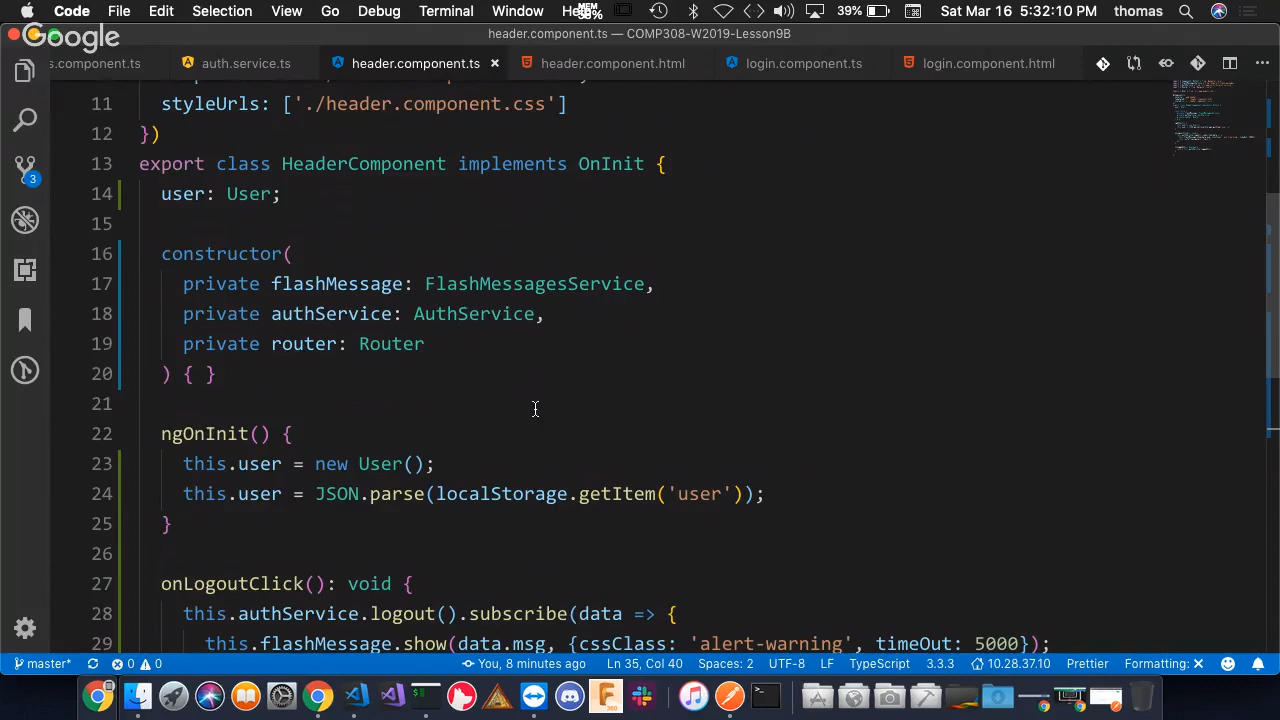 Code File Edit Selection View Go Debug Terminal Window MEM 58% 39% Sat Mar 16 5:32:10 PM thomas
Google
header.component.ts — COMP308-W2019-Lesson9B
s.component.ts auth.service.ts header.component.ts header.component.html login.component.ts login.component.html
11 styleUrls: ['./header.component.css']
12 })
13 export class HeaderComponent implements OnInit {
14 user: User;
15
16 constructor(
17 private flashMessage: FlashMessagesService,
18 private authService: AuthService,
19 private router: Router
20 ) { }
21
22 ngOnInit() {
23 this.user = new User();
24 this.user = JSON.parse(localStorage.getItem('user'));
25 }
26
27 onLogoutClick(): void {
28 this.authService.logout().subscribe(data => {
29 this.flashMessage.show(data.msg, {cssClass: 'alert-warning', timeOut: 5000});
3
master* 0 0 You, 8 minutes ago Ln 35, Col 40 Spaces: 2 UTF-8 LF TypeScript 3.3.3 10.28.37.10 Prettier Formatting: